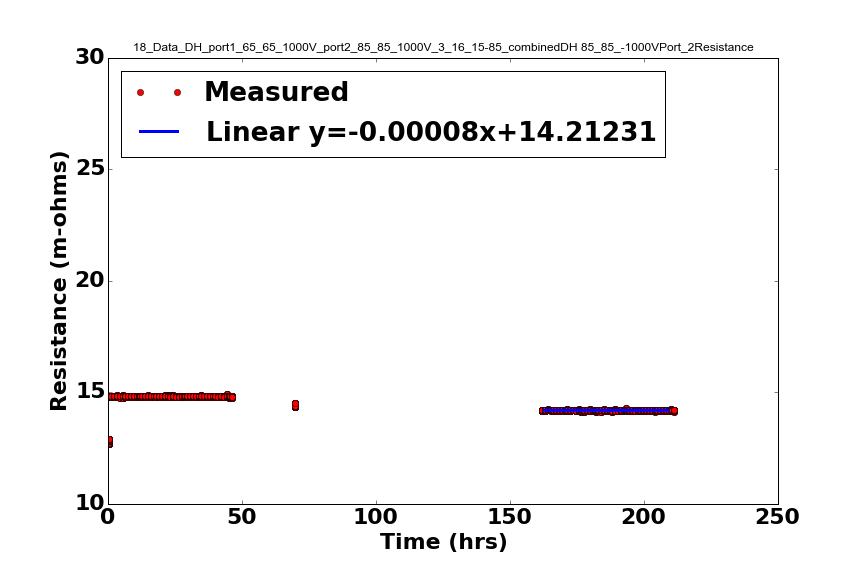 18_Data_DH_port1_65_65_1000V_port2_85_85_1000V_3_16_15-85_combinedDH 85_85_-1000VPort_2Resistance
30
Measured
Linear y=-0.00008x+14.21231
25
20
15
10
Resistance (m-ohms)
0 50 100 150 200 250
Time (hrs)